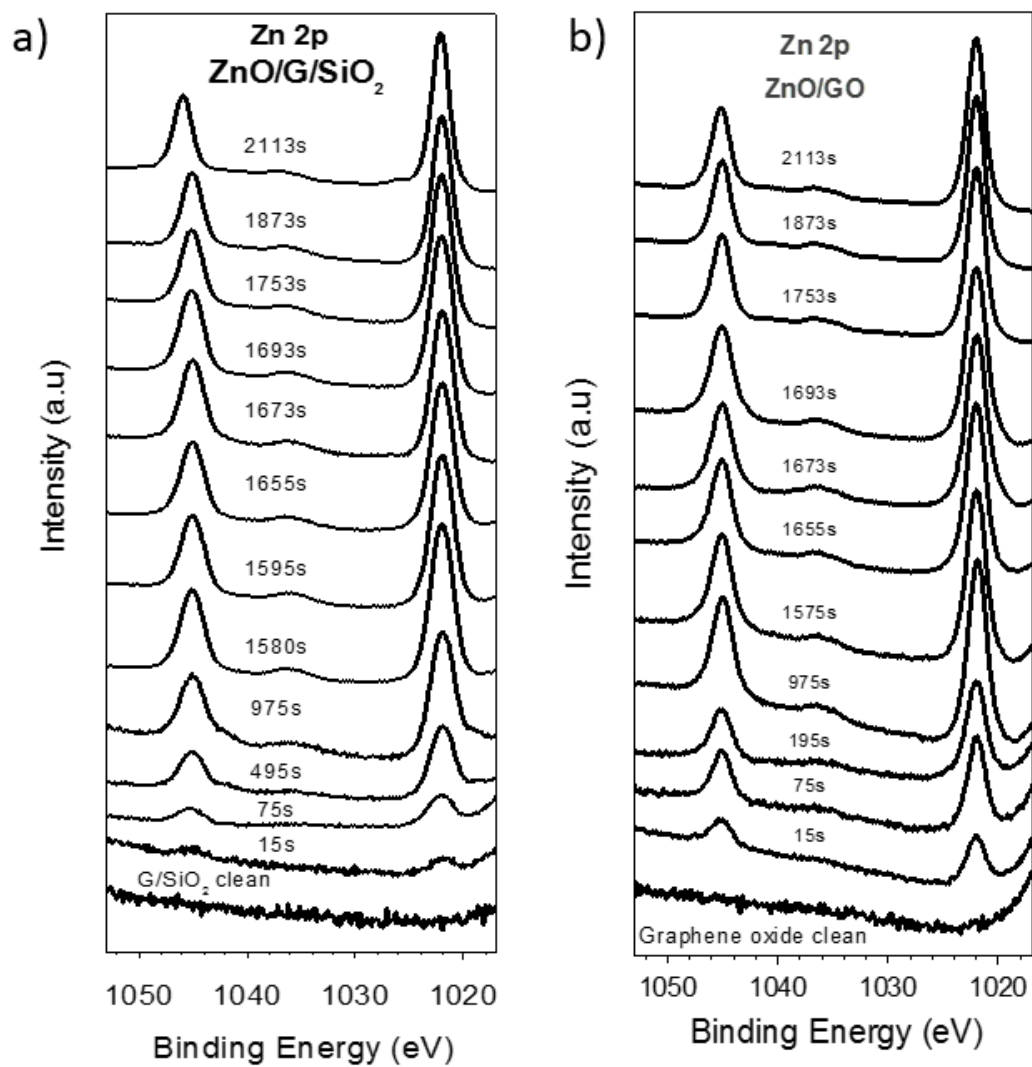 a)
Zn 2p
ZnO/G/SiO₂
2113s
1873s
1753s
1693s
1673s
1655s
1595s
1580s
975s
495s
75s
15s
G/SiO₂ clean
Intensity (a.u)
1050 1040 1030 1020
Binding Energy (eV)
b)
Zn 2p
ZnO/GO
2113s
1873s
1753s
1693s
1673s
1655s
1575s
975s
195s
75s
15s
Graphene oxide clean
Intensity (a.u)
1050 1040 1030 1020
Binding Energy (eV)